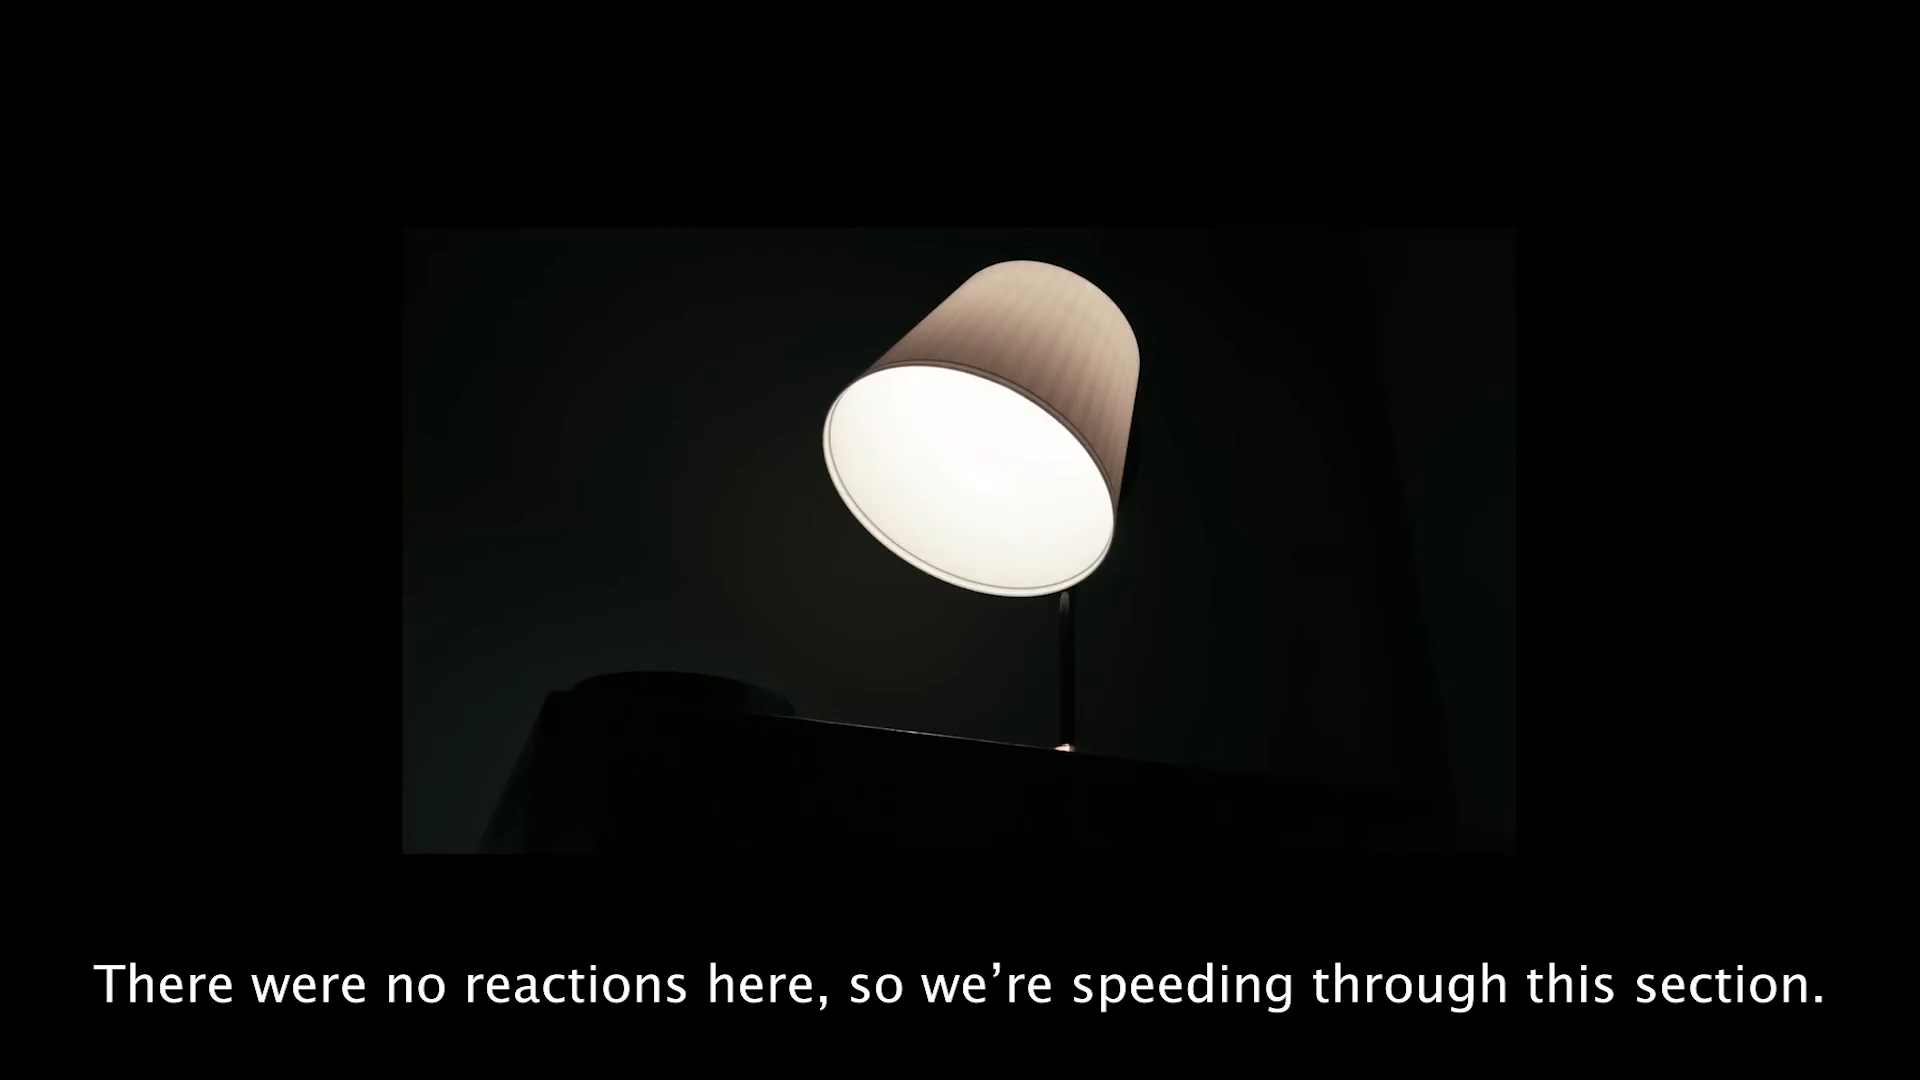 There were no reactions here, so we’re speeding through this section.